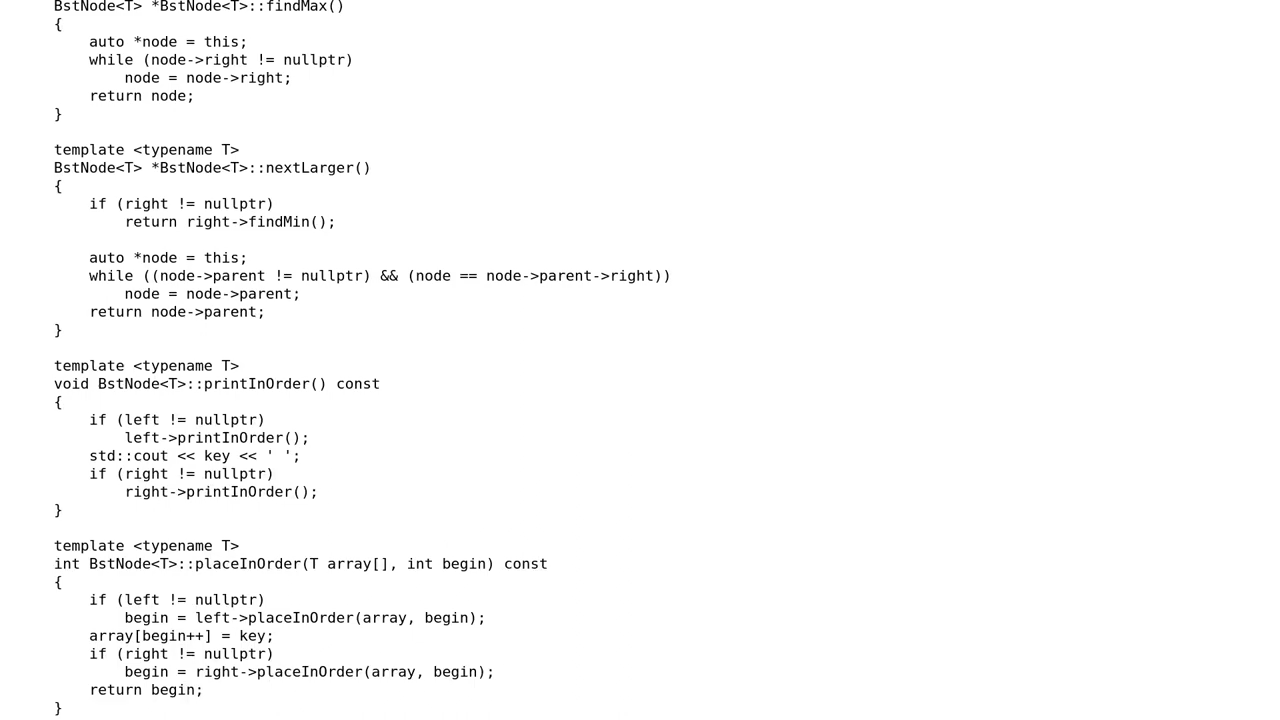 BstNode<T> *BstNode<T>::findMax()
{
    auto *node = this;
    while (node->right != nullptr)
        node = node->right;
    return node;
}

template <typename T>
BstNode<T> *BstNode<T>::nextLarger()
{
    if (right != nullptr)
        return right->findMin();

    auto *node = this;
    while ((node->parent != nullptr) && (node == node->parent->right))
        node = node->parent;
    return node->parent;
}

template <typename T>
void BstNode<T>::printInOrder() const
{
    if (left != nullptr)
        left->printInOrder();
    std::cout << key << ' ';
    if (right != nullptr)
        right->printInOrder();
}

template <typename T>
int BstNode<T>::placeInOrder(T array[], int begin) const
{
    if (left != nullptr)
        begin = left->placeInOrder(array, begin);
    array[begin++] = key;
    if (right != nullptr)
        begin = right->placeInOrder(array, begin);
    return begin;
}